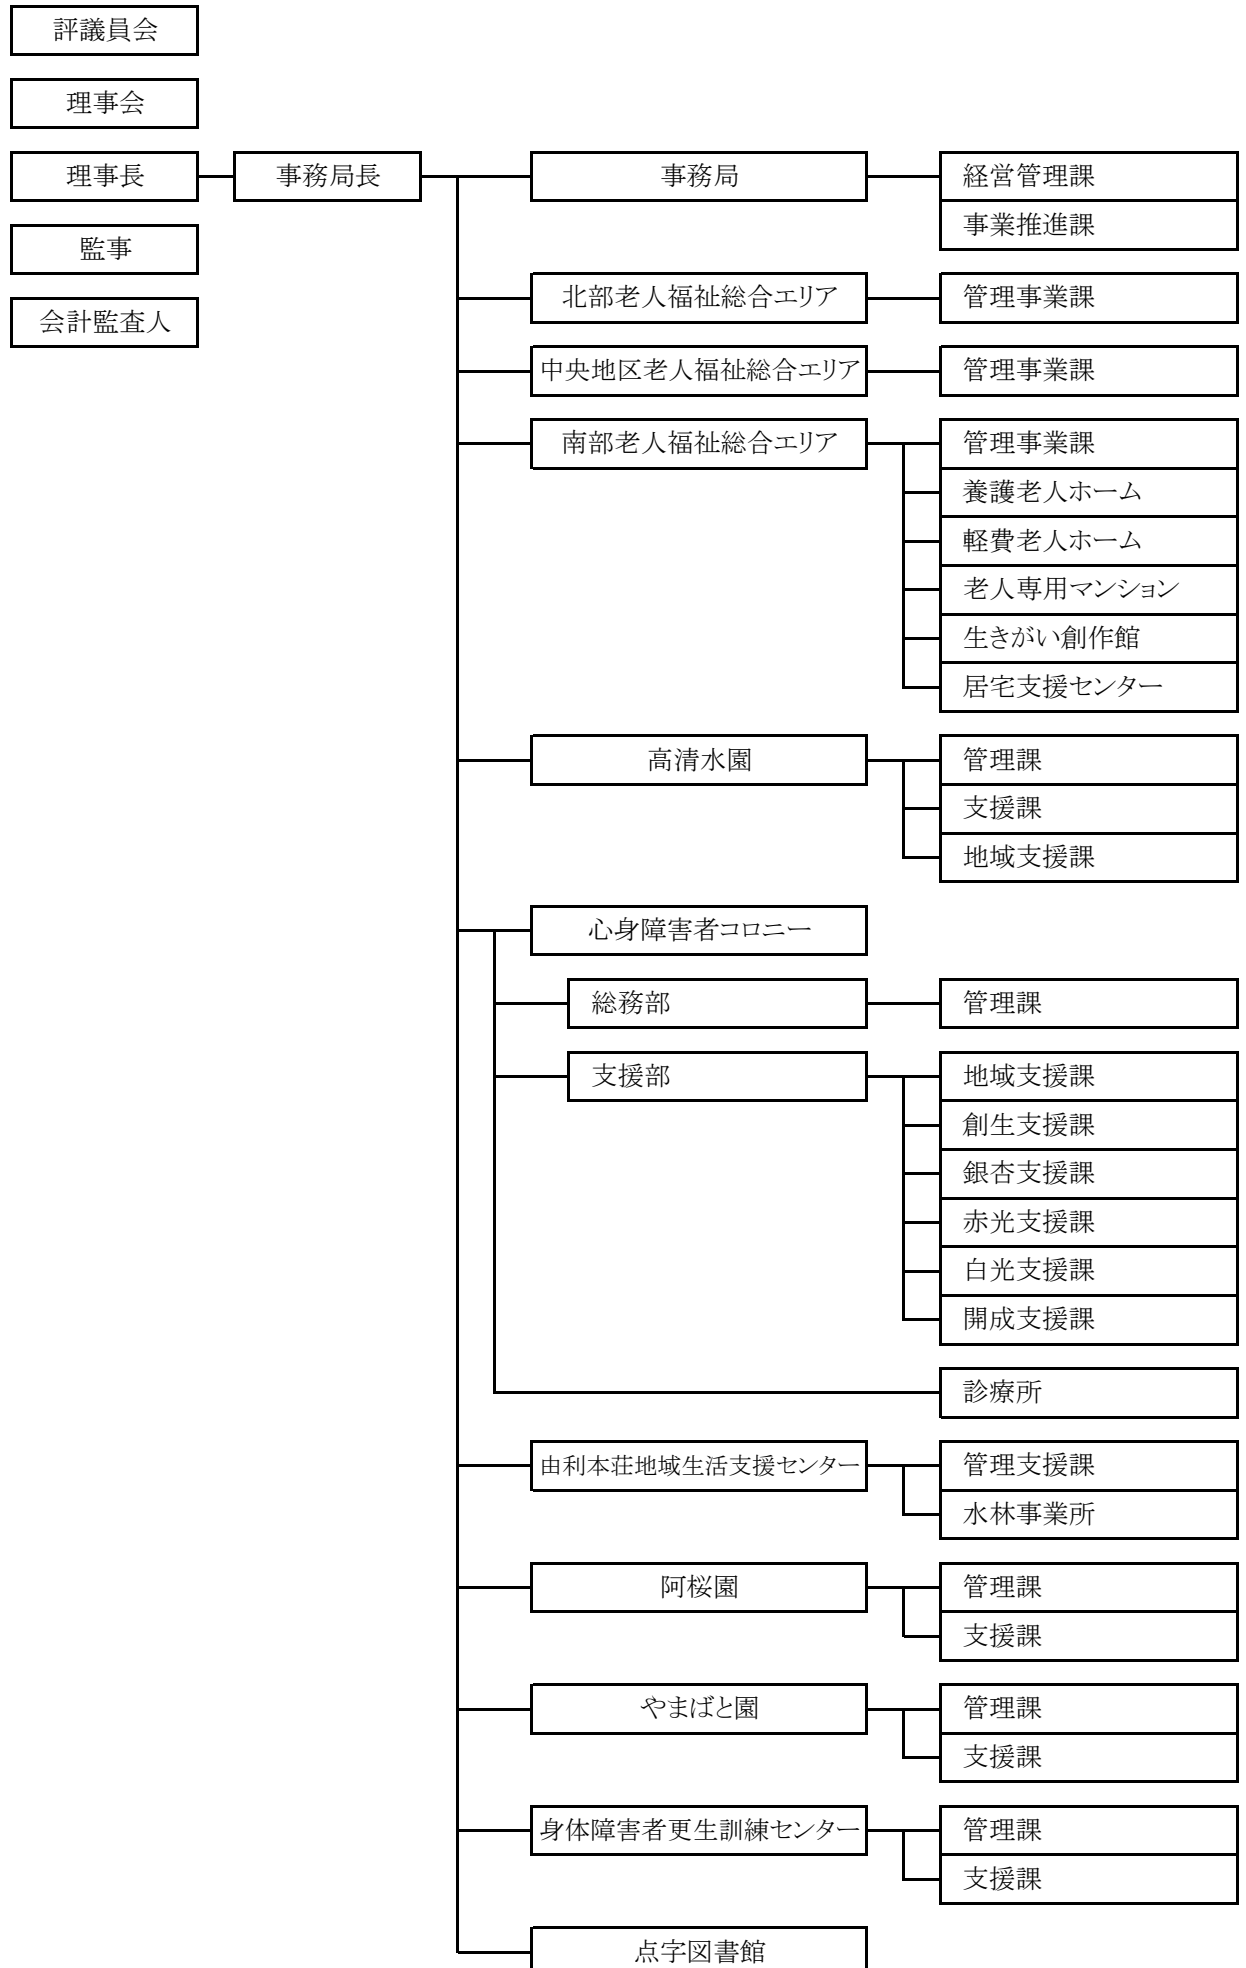 評議員会
理事会
理事長
事務局長
事務局
経営管理課
事業推進課
監事
会計監査人
北部老人福祉総合エリア
管理事業課
中央地区老人福祉総合エリア
管理事業課
南部老人福祉総合エリア
管理事業課
養護老人ホーム
軽費老人ホーム
老人専用マンション
生きがい創作館
居宅支援センター
高清水園
管理課
支援課
地域支援課
心身障害者コロニー
総務部
管理課
支援部
地域支援課
創生支援課
銀杏支援課
赤光支援課
白光支援課
開成支援課
診療所
由利本荘地域生活支援センター
管理支援課
水林事業所
阿桜園
管理課
支援課
やまばと園
管理課
支援課
身体障害者更生訓練センター
管理課
支援課
点字図書館